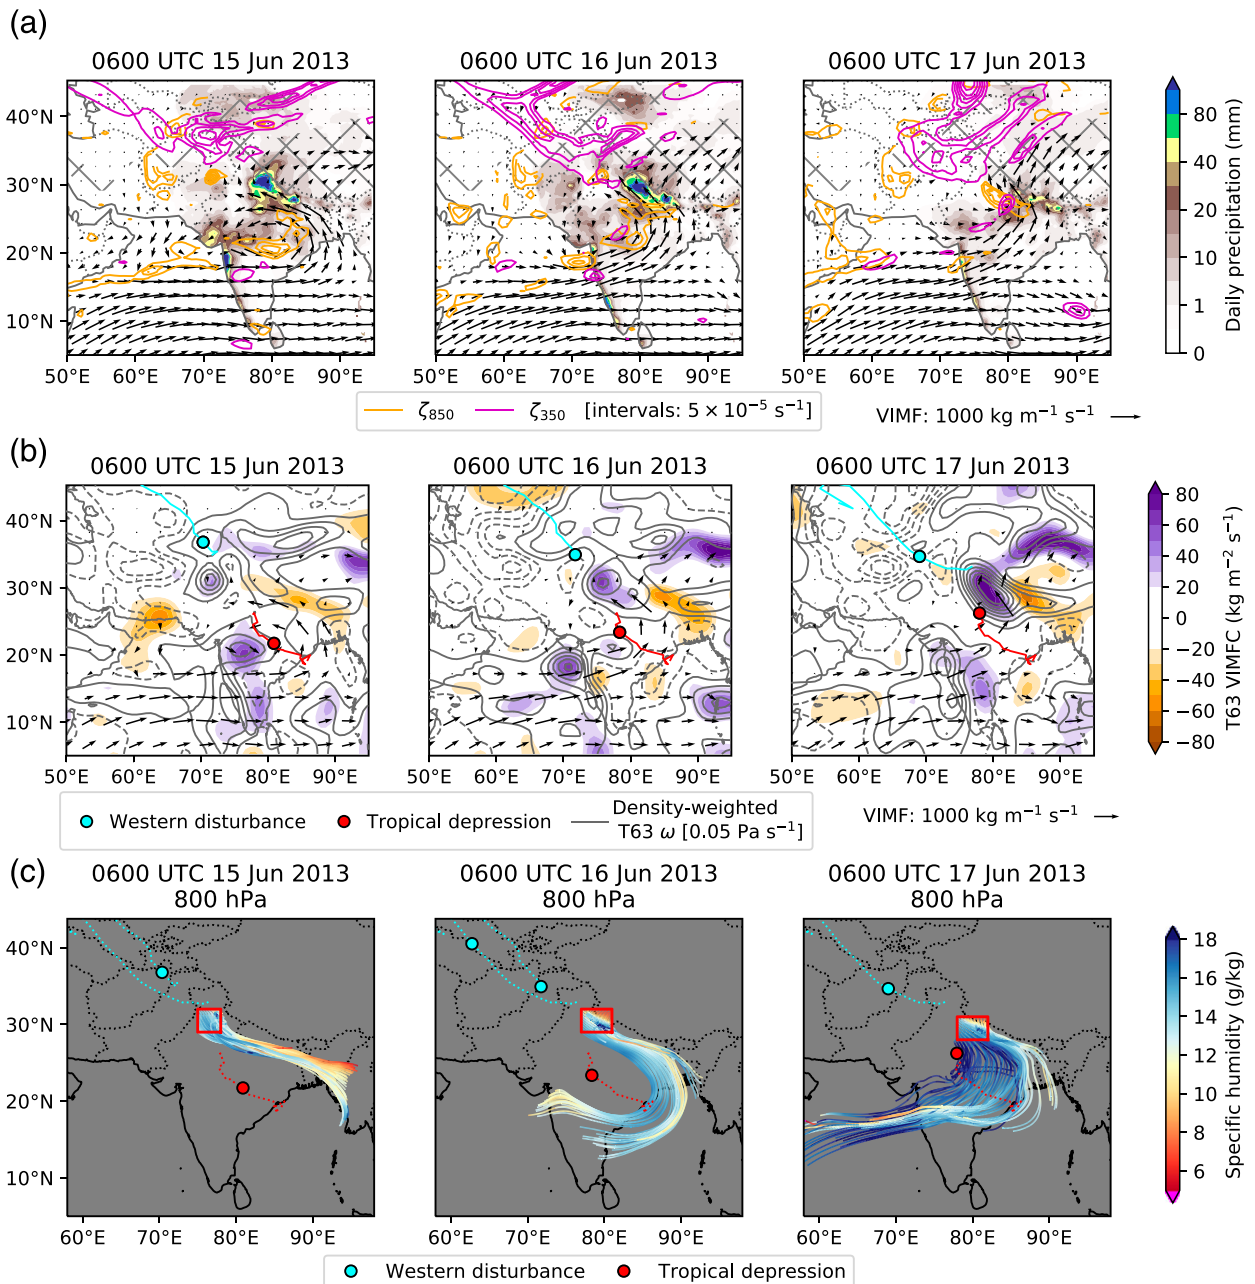 (a)
0600 UTC 15 Jun 2013
0600 UTC 16 Jun 2013
0600 UTC 17 Jun 2013
40°N
30°N
20°N
10°N
50°E 60°E 70°E 80°E 90°E
50°E 60°E 70°E 80°E 90°E
50°E 60°E 70°E 80°E 90°E
80
40
20
10
1
0
Daily precipitation (mm)
ζ850 ζ350 [intervals: 5 × 10⁻⁵ s⁻¹]
VIMF: 1000 kg m⁻¹ s⁻¹
(b)
0600 UTC 15 Jun 2013
0600 UTC 16 Jun 2013
0600 UTC 17 Jun 2013
40°N
30°N
20°N
10°N
50°E 60°E 70°E 80°E 90°E
50°E 60°E 70°E 80°E 90°E
50°E 60°E 70°E 80°E 90°E
80
60
40
20
0
−20
−40
−60
−80
T63 VIMFC (kg m⁻² s⁻¹)
Western disturbance
Tropical depression
Density-weighted
T63 ω [0.05 Pa s⁻¹]
VIMF: 1000 kg m⁻¹ s⁻¹
(c)
0600 UTC 15 Jun 2013
800 hPa
0600 UTC 16 Jun 2013
800 hPa
0600 UTC 17 Jun 2013
800 hPa
40°N
30°N
20°N
10°N
60°E 70°E 80°E 90°E
60°E 70°E 80°E 90°E
60°E 70°E 80°E 90°E
18
16
14
12
10
8
6
Specific humidity (g/kg)
Western disturbance
Tropical depression